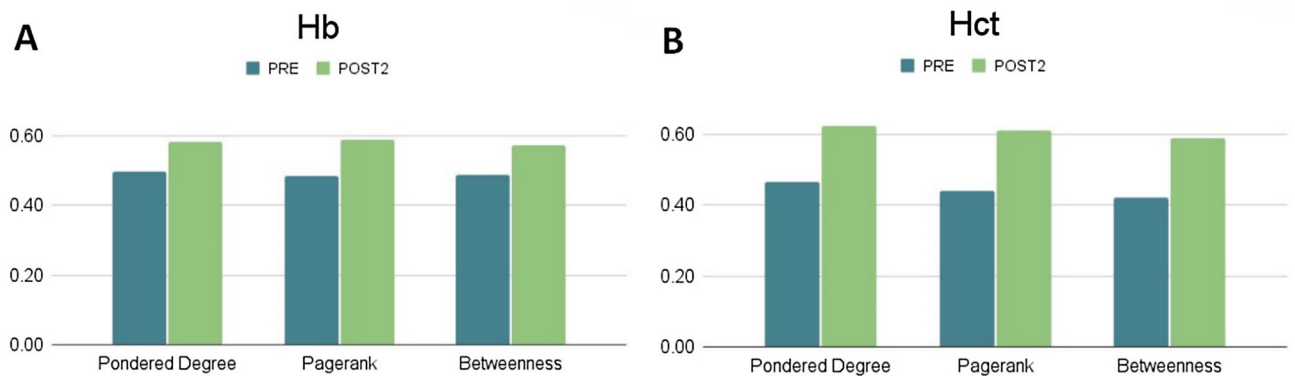 A
Hb
PRE POST2
0.60
0.40
0.20
0.00
Pondered Degree Pagerank Betweenness
B
Hct
PRE POST2
0.60
0.40
0.20
0.00
Pondered Degree Pagerank Betweenness